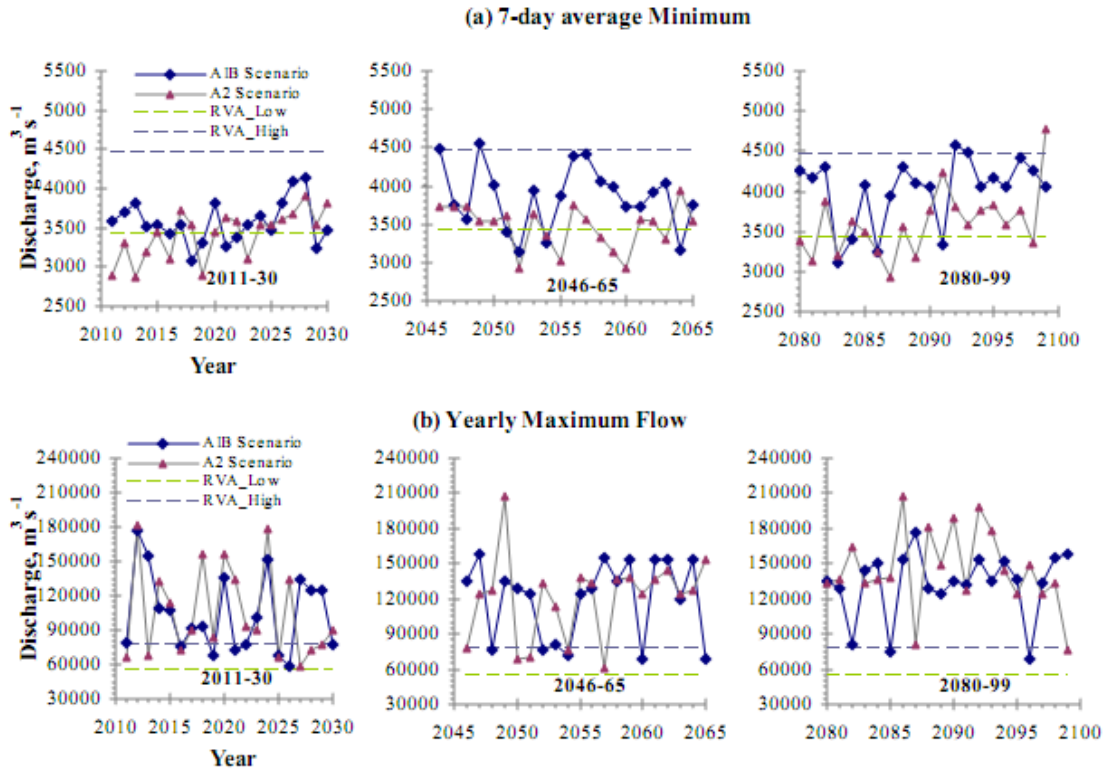 (a) 7-day average Minimum
Discharge, m³s⁻¹
5500
5000
4500
4000
3500
3000
2500
AIB Scenario
A2 Scenario
RVA_Low
RVA_High
2011-30
2010 2015 2020 2025 2030
Year
5500
5000
4500
4000
3500
3000
2500
2046-65
2045 2050 2055 2060 2065
5500
5000
4500
4000
3500
3000
2500
2080-99
2080 2085 2090 2095 2100
(b) Yearly Maximum Flow
Discharge, m³s⁻¹
240000
210000
180000
150000
120000
90000
60000
30000
AIB Scenario
A2 Scenario
RVA_Low
RVA_High
2011-30
2010 2015 2020 2025 2030
Year
240000
210000
180000
150000
120000
90000
60000
30000
2046-65
2045 2050 2055 2060 2065
240000
210000
180000
150000
120000
90000
60000
30000
2080-99
2080 2085 2090 2095 2100